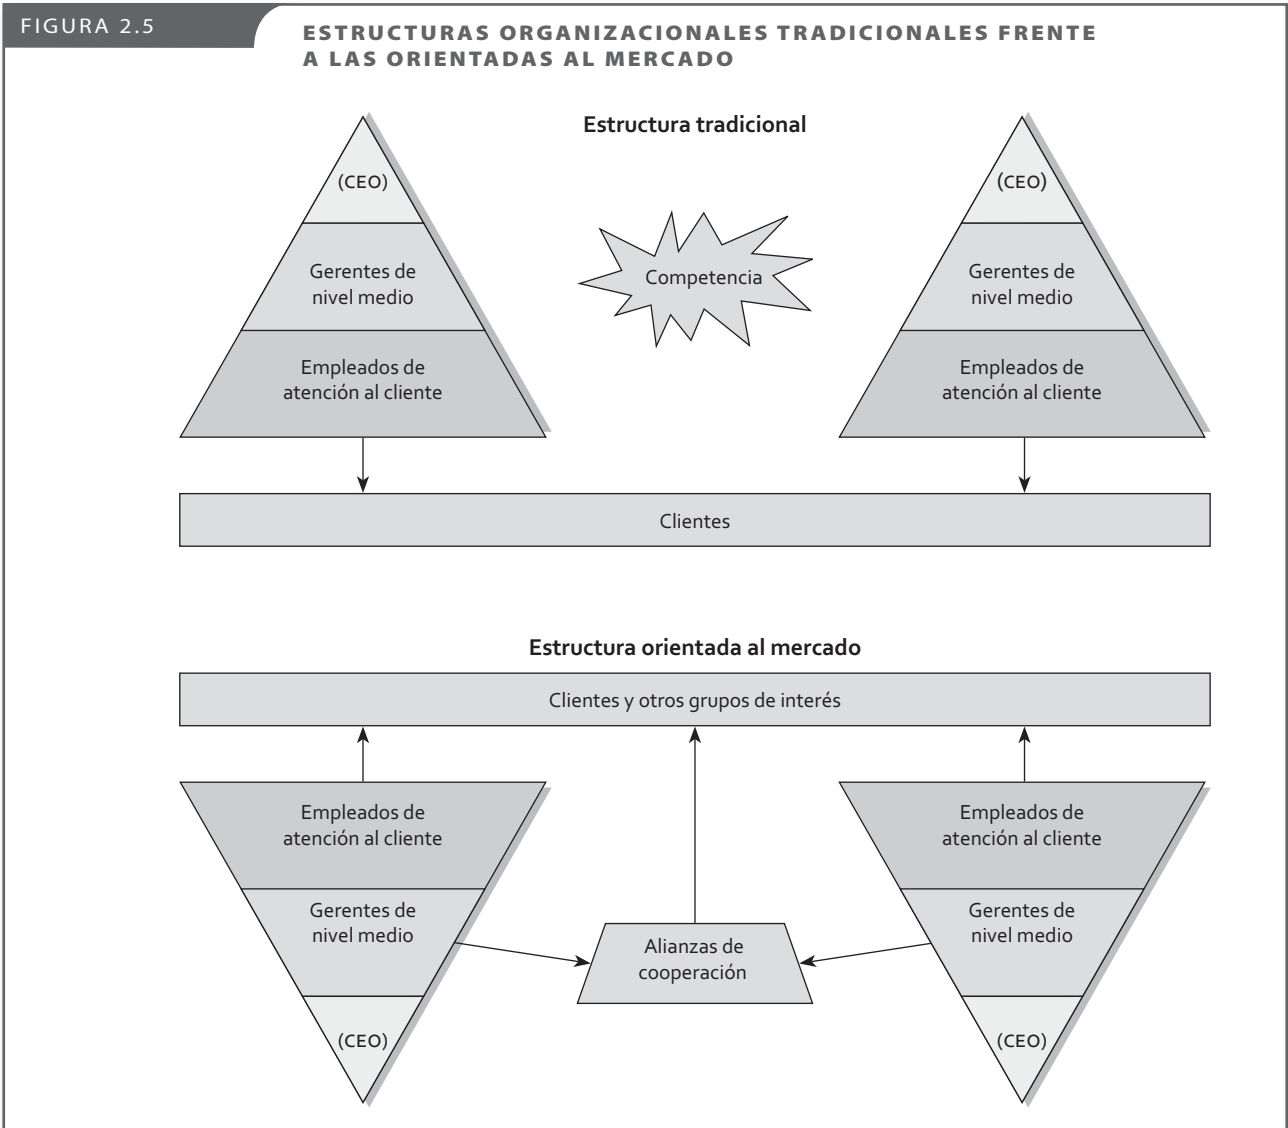 FIGURA 2.5
ESTRUCTURAS ORGANIZACIONALES TRADICIONALES FRENTE
A LAS ORIENTADAS AL MERCADO
Estructura tradicional
(CEO)
Gerentes de
nivel medio
Empleados de
atención al cliente
Competencia
(CEO)
Gerentes de
nivel medio
Empleados de
atención al cliente
Clientes
Estructura orientada al mercado
Clientes y otros grupos de interés
Empleados de
atención al cliente
Gerentes de
nivel medio
(CEO)
Alianzas de
cooperación
Empleados de
atención al cliente
Gerentes de
nivel medio
(CEO)